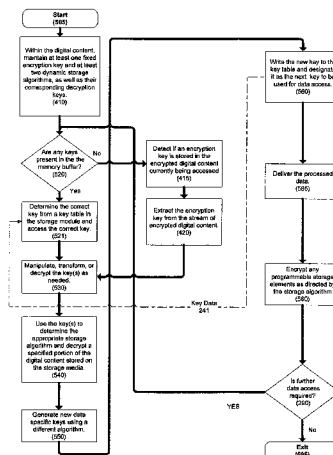 Start
(505)
Within the digital content,
maintain at least one fixed
encryption key and at least
two dynamic storage
algorithms, as well as their
corresponding decryption
keys.
(410)
Are any keys
present in the the
memory buffer?
(520)
No
Yes
Detect if an encryption
key is stored in the
encrypted digital content
currently being accessed
(415)
Extract the encryption
key from the stream of
encrypted digital content.
(420)
Determine the correct
key from a key table in
the storage module and
access the correct key.
(521)
Manipulate, transform, or
decrypt the key(s) as
needed.
(530)
Key Data
241
Use the key(s) to
determine the
appropriate storage
algorithm and decrypt a
specified portion of the
digital content stored on
the storage media.
(540)
Generate new data
specific keys using a
different algorithm.
(550)
Write the new key to the
key table and designate
it as the next key to be
used for data access.
(560)
Deliver the processed
data.
(565)
Encrypt any
programmable storage
elements as directed by
the storage algorithm
(580)
Is further
data access
required?
(290)
YES
No
Exit
(595)